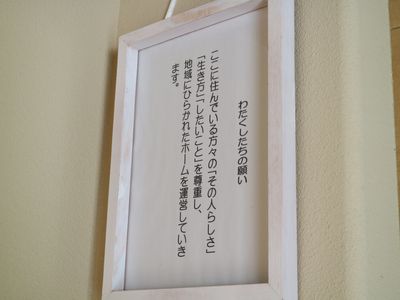 わたくしたちの願い
ここに住んでいる方々の「その人らしさ」
「生き方」「したいこと」を尊重し、
地域にひらかれたホームを運営していき
ます。